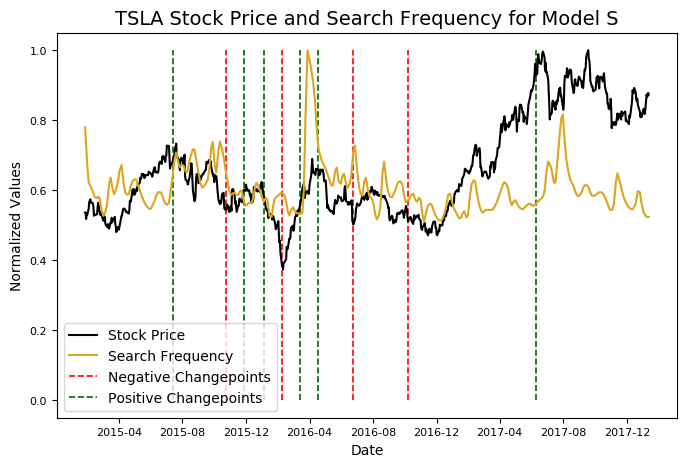 TSLA Stock Price and Search Frequency for Model S
1.0
0.8
0.6
0.4
0.2
0.0
Normalized Values
Stock Price
Search Frequency
Negative Changepoints
Positive Changepoints
2015-04 2015-08 2015-12 2016-04 2016-08 2016-12 2017-04 2017-08 2017-12
Date